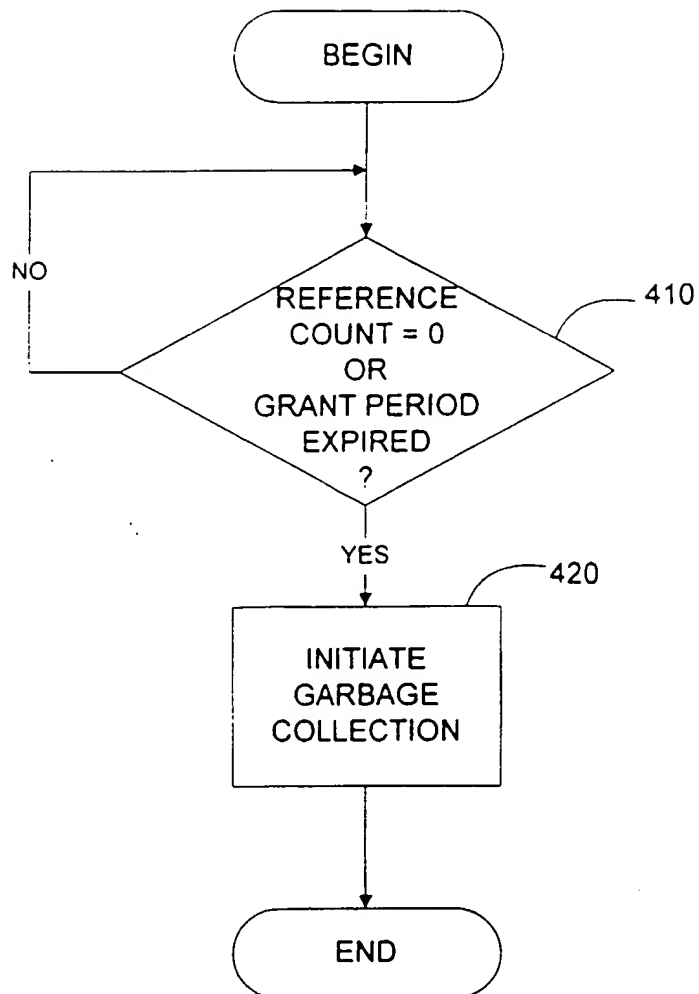 BEGIN
NO
REFERENCE
COUNT = 0
OR
GRANT PERIOD
EXPIRED
?
410
YES
420
INITIATE
GARBAGE
COLLECTION
END